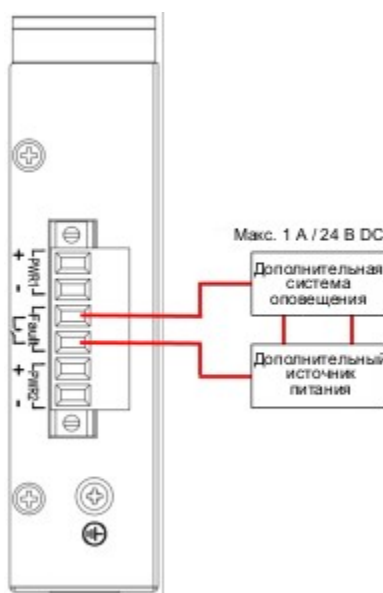 Макс. 1 А / 24 В DC
Дополнительная
система
оповещения
Дополнительный
источник
питания
+ PWR1 -
Fault
+ PWR2 -